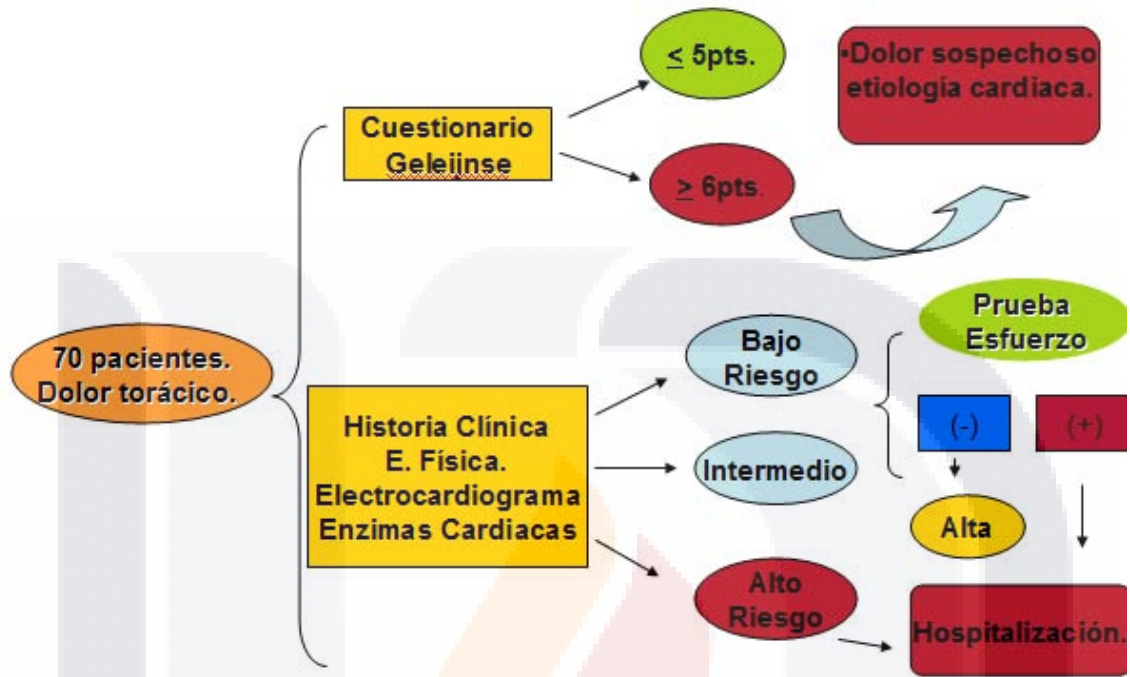 ≤ 5pts.
•Dolor sospechoso
etiología cardiaca.
Cuestionario
Geleijnse
≥ 6pts.
70 pacientes.
Dolor torácico.
Prueba
Esfuerzo
Bajo
Riesgo
Historia Clínica
E. Física.
Electrocardiograma
Enzimas Cardiacas
(-)
(+)
Intermedio
Alta
Alto
Riesgo
Hospitalización.